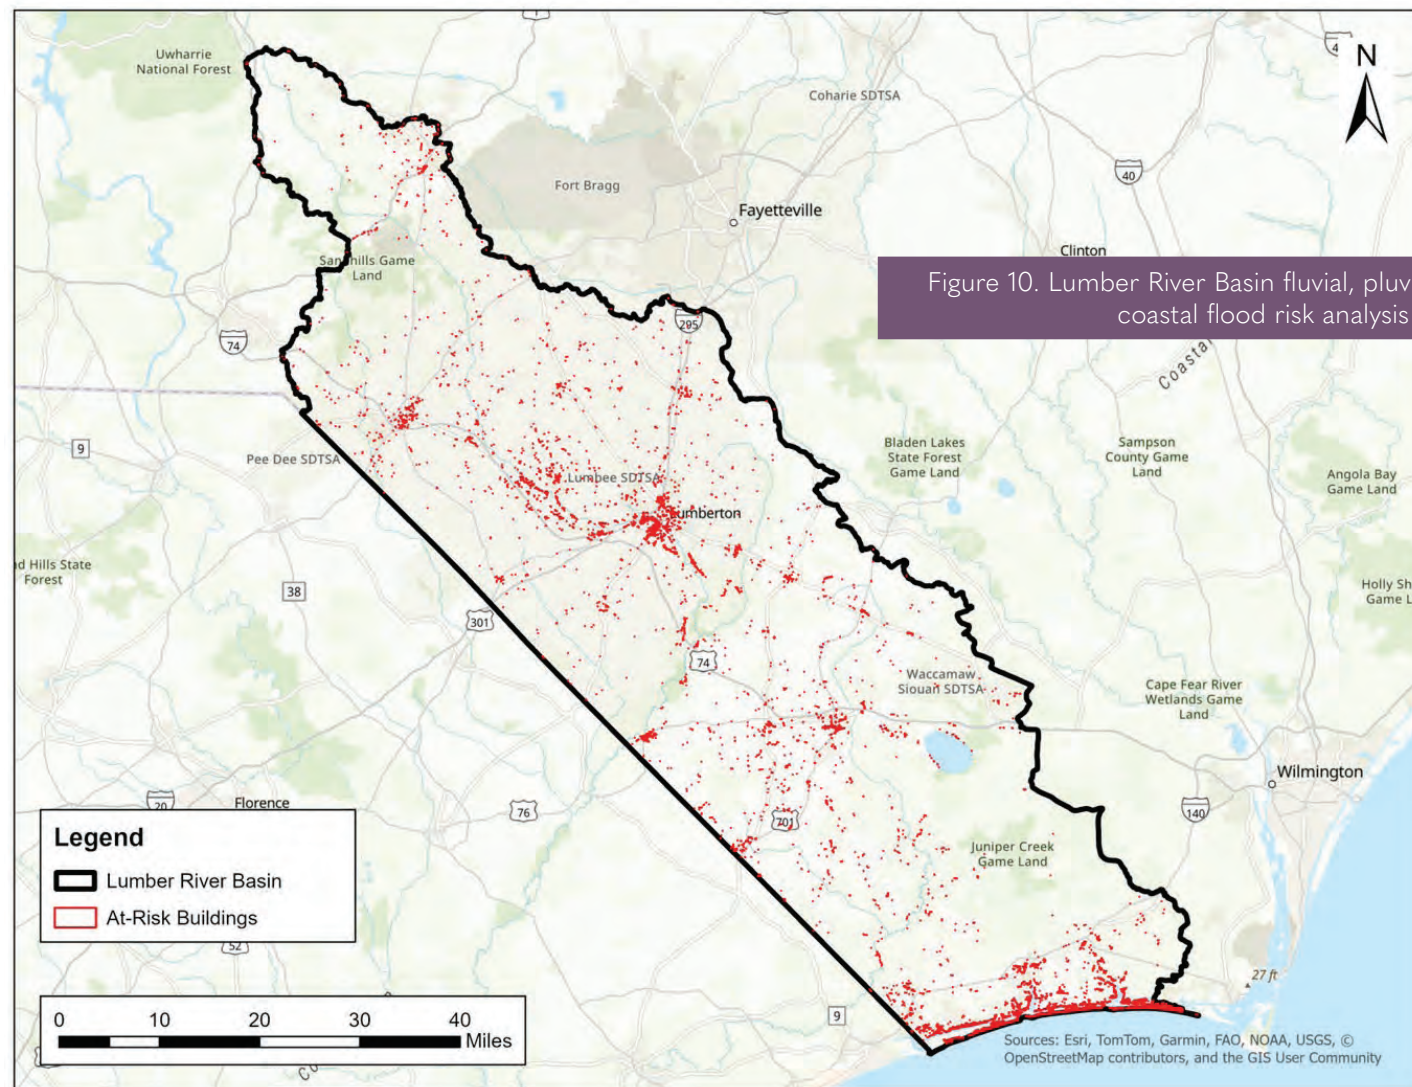 Uwharrie
National Forest
Coharie SDTSA
N
40
Fort Bragg
Fayetteville
Clinton
Figure 10. Lumber River Basin fluvial, pluv
coastal flood risk analysis
Sandhills Game
Land
295
74
Coastal
9
Pee Dee SDTSA
Lumbee SDTSA
Bladen Lakes
State Forest
Game Land
Sampson
County Game
Land
Angola Bay
Game Land
Lumberton
nd Hills State
Forest
38
301
Holly Sh
Game L
74
Waccamaw
Siouan SDTSA
Cape Fear River
Wetlands Game
Land
Wilmington
20
Florence
76
701
140
Juniper Creek
Game Land
Legend
Lumber River Basin
At-Risk Buildings
52
27 ft
9
0 10 20 30 40
Miles
Sources: Esri, TomTom, Garmin, FAO, NOAA, USGS, ©
OpenStreetMap contributors, and the GIS User Community